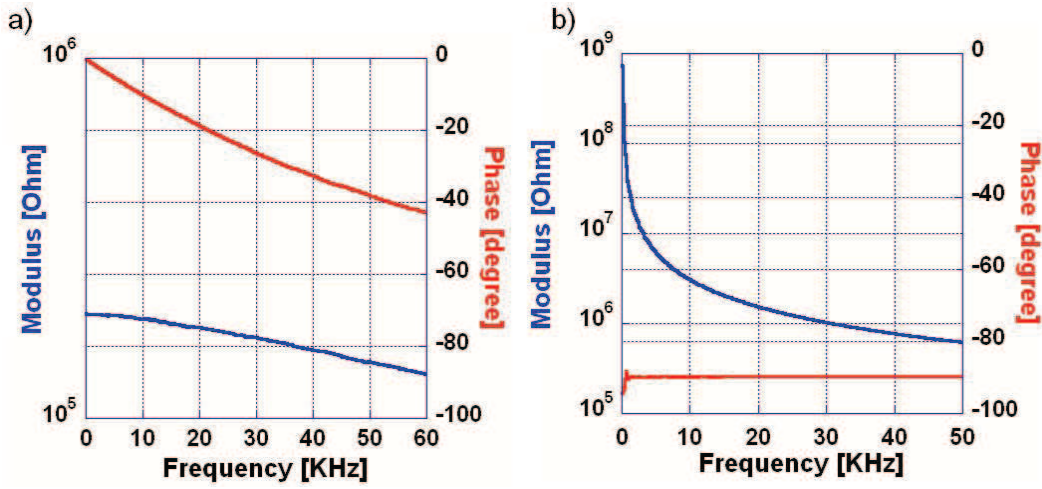 a)
10^6
10^5
Modulus [Ohm]
0
-20
-40
-60
-80
-100
Phase [degree]
0 10 20 30 40 50 60
Frequency [KHz]
b)
10^9
10^8
10^7
10^6
10^5
Modulus [Ohm]
0
-20
-40
-60
-80
-100
Phase [degree]
0 10 20 30 40 50
Frequency [KHz]